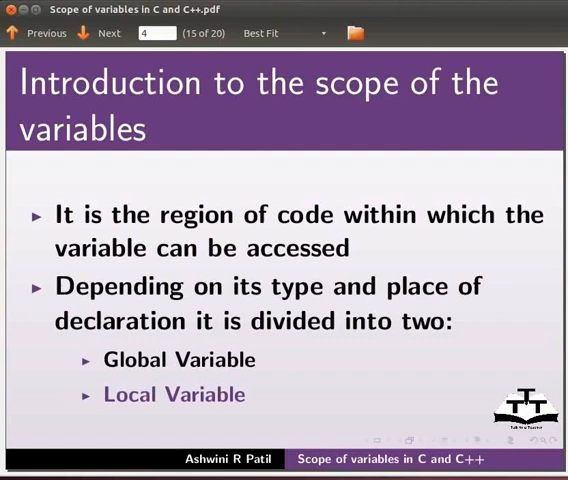 Scope of variables in C and C++.pdf
Previous Next 4 (15 of 20) Best Fit
Introduction to the scope of the
variables
It is the region of code within which the
variable can be accessed
Depending on its type and place of
declaration it is divided into two:
Global Variable
Local Variable
Ashwini R Patil Scope of variables in C and C++